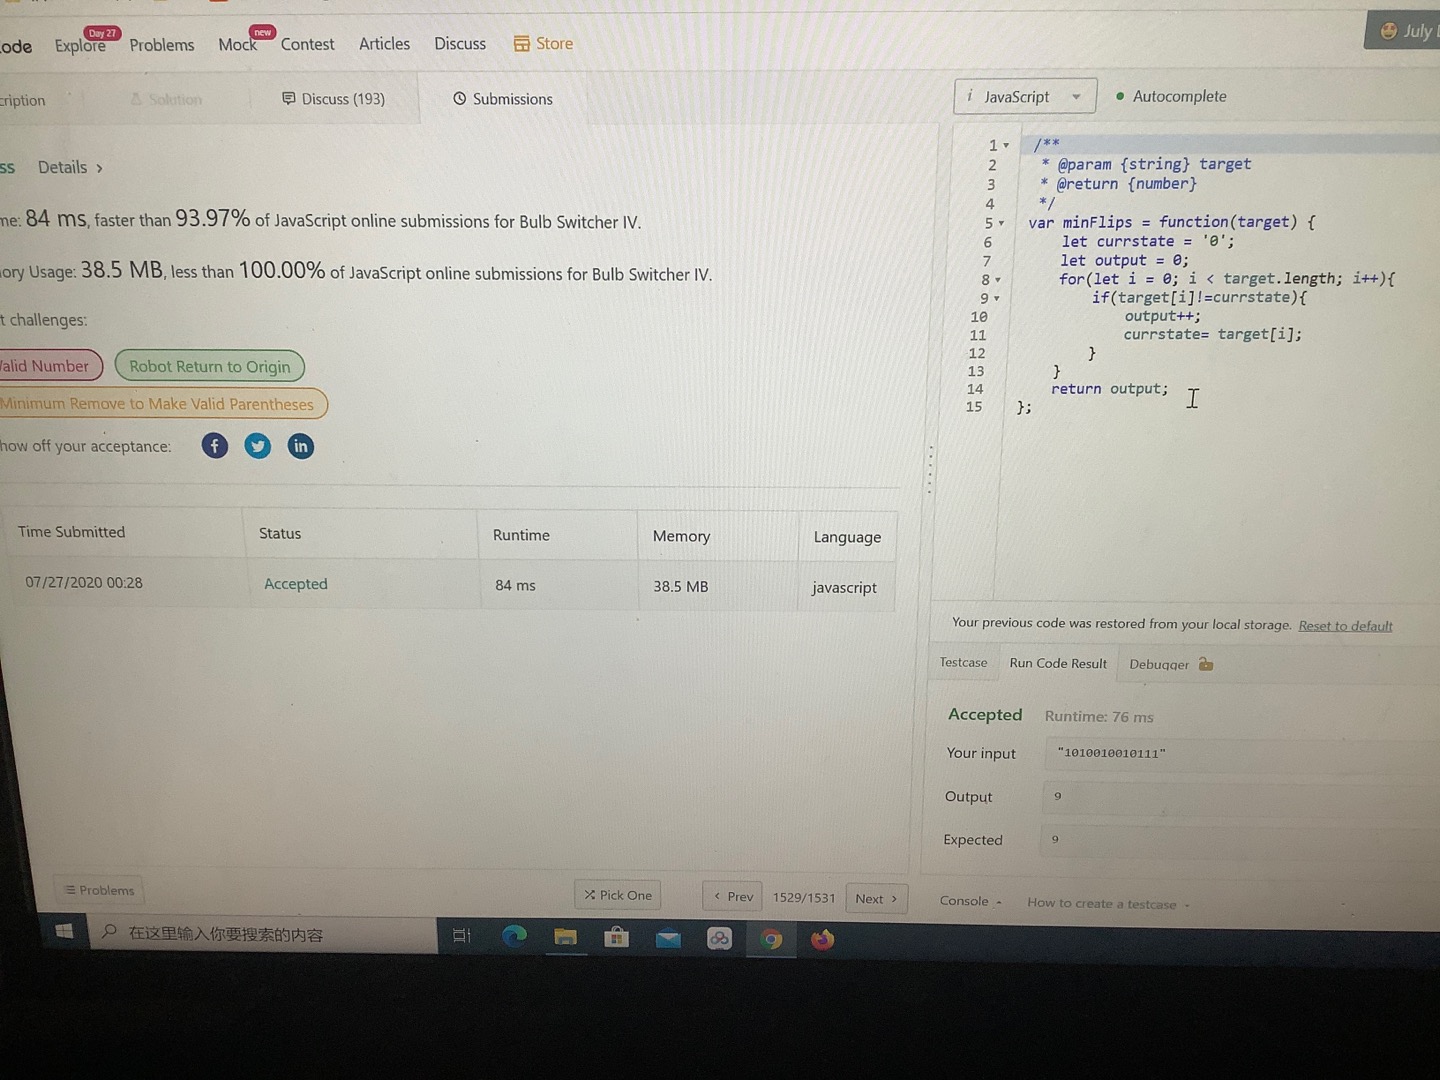 ode Explore Day 27 Problems Mock new Contest Articles Discuss Store
July
cription Solution Discuss (193) Submissions
ss Details >
me: 84 ms, faster than 93.97% of JavaScript online submissions for Bulb Switcher IV.
ory Usage: 38.5 MB, less than 100.00% of JavaScript online submissions for Bulb Switcher IV.
t challenges:
Valid Number Robot Return to Origin
Minimum Remove to Make Valid Parentheses
how off your acceptance: f in
Time Submitted Status Runtime Memory Language
07/27/2020 00:28 Accepted 84 ms 38.5 MB javascript
Problems Pick One < Prev 1529/1531 Next >
i JavaScript Autocomplete
1 /**
2 * @param {string} target
3 * @return {number}
4 */
5 var minFlips = function(target) {
6 let currstate = '0';
7 let output = 0;
8 for(let i = 0; i < target.length; i++){
9 if(target[i]!=currstate){
10 output++;
11 currstate= target[i];
12 }
13 }
14 return output;
15 };
Your previous code was restored from your local storage. Reset to default
Testcase Run Code Result Debugger
Accepted Runtime: 76 ms
Your input "1010010010111"
Output 9
Expected 9
Console How to create a testcase
在这里输入你要搜索的内容